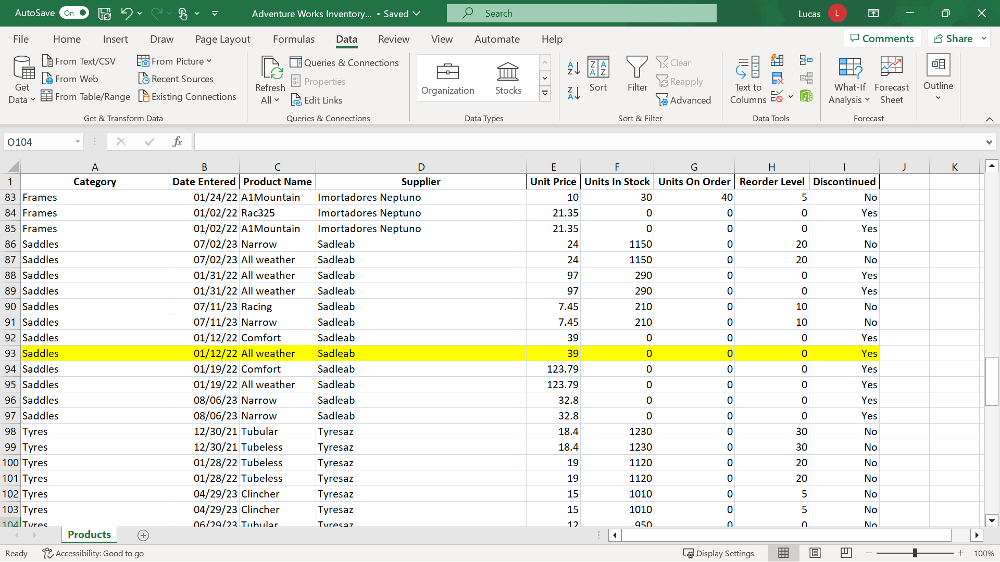 AutoSave On Adventure Works Inventory... • Saved Search Lucas L
File Home Insert Draw Page Layout Formulas Data Review View Automate Help Comments Share
Get Data
From Text/CSV
From Web
From Table/Range
From Picture
Recent Sources
Existing Connections
Get & Transform Data
Refresh All
Queries & Connections
Properties
Edit Links
Queries & Connections
Organization Stocks
Data Types
Sort
Filter
Clear
Reapply
Advanced
Sort & Filter
Text to Columns
Data Tools
What-If Analysis
Forecast Sheet
Forecast
Outline
O104 fx
A B C D E F G H I J K
1 Category Date Entered Product Name Supplier Unit Price Units In Stock Units On Order Reorder Level Discontinued
83 Frames 01/24/22 A1Mountain Imortadores Neptuno 10 30 40 5 No
84 Frames 01/02/22 Rac325 Imortadores Neptuno 21.35 0 0 0 Yes
85 Frames 01/02/22 A1Mountain Imortadores Neptuno 21.35 0 0 0 Yes
86 Saddles 07/02/23 Narrow Sadleab 24 1150 0 20 No
87 Saddles 07/02/23 All weather Sadleab 24 1150 0 20 No
88 Saddles 01/31/22 All weather Sadleab 97 290 0 0 Yes
89 Saddles 01/31/22 All weather Sadleab 97 290 0 0 Yes
90 Saddles 07/11/23 Racing Sadleab 7.45 210 0 10 No
91 Saddles 07/11/23 Narrow Sadleab 7.45 210 0 10 No
92 Saddles 01/12/22 Comfort Sadleab 39 0 0 0 Yes
93 Saddles 01/12/22 All weather Sadleab 39 0 0 0 Yes
94 Saddles 01/19/22 Comfort Sadleab 123.79 0 0 0 Yes
95 Saddles 01/19/22 All weather Sadleab 123.79 0 0 0 Yes
96 Saddles 08/06/23 Narrow Sadleab 32.8 0 0 0 Yes
97 Saddles 08/06/23 Narrow Sadleab 32.8 0 0 0 Yes
98 Tyres 12/30/21 Tubular Tyresaz 18.4 1230 0 30 No
99 Tyres 12/30/21 Tubeless Tyresaz 18.4 1230 0 30 No
100 Tyres 01/28/22 Tubeless Tyresaz 19 1120 0 20 No
101 Tyres 01/28/22 Tubeless Tyresaz 19 1120 0 20 No
102 Tyres 04/29/23 Clincher Tyresaz 15 1010 0 5 No
103 Tyres 04/29/23 Clincher Tyresaz 15 1010 0 5 No
104 Tyres 06/29/23 Tubular Tyresaz 12 950 0 0 No
Products
Ready Accessibility: Good to go Display Settings 100%